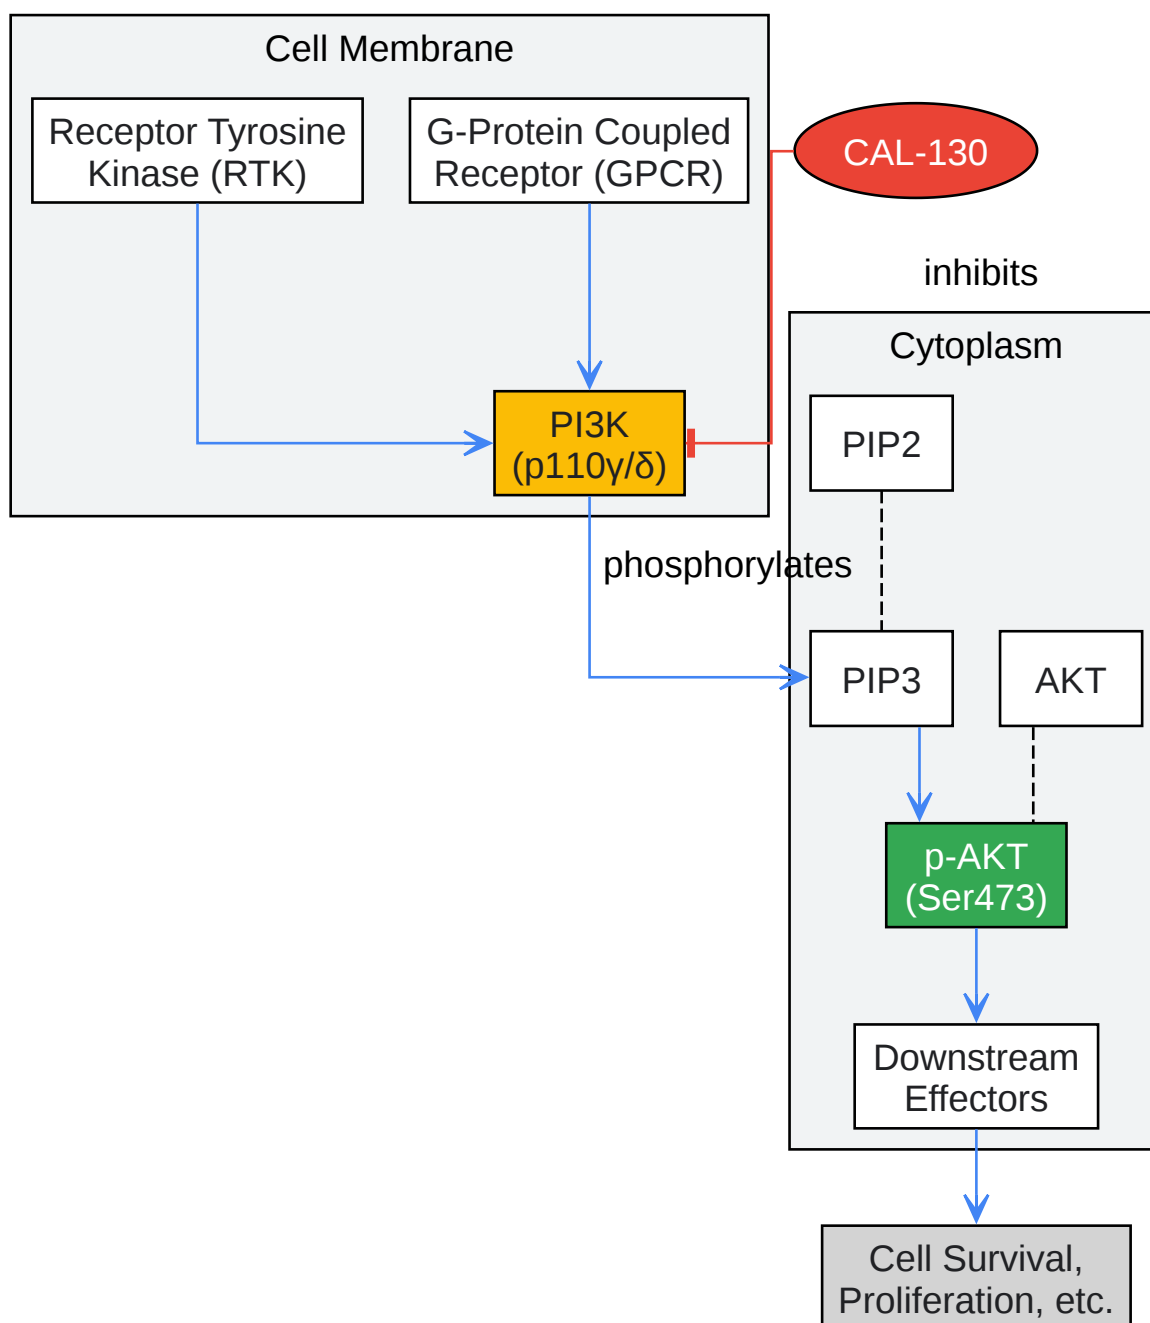 Cell Membrane
Receptor Tyrosine
Kinase (RTK)
G-Protein Coupled
Receptor (GPCR)
CAL-130
inhibits
Cytoplasm
PI3K
(p110γ/δ)
PIP2
phosphorylates
PIP3
AKT
p-AKT
(Ser473)
Downstream
Effectors
Cell Survival,
Proliferation, etc.